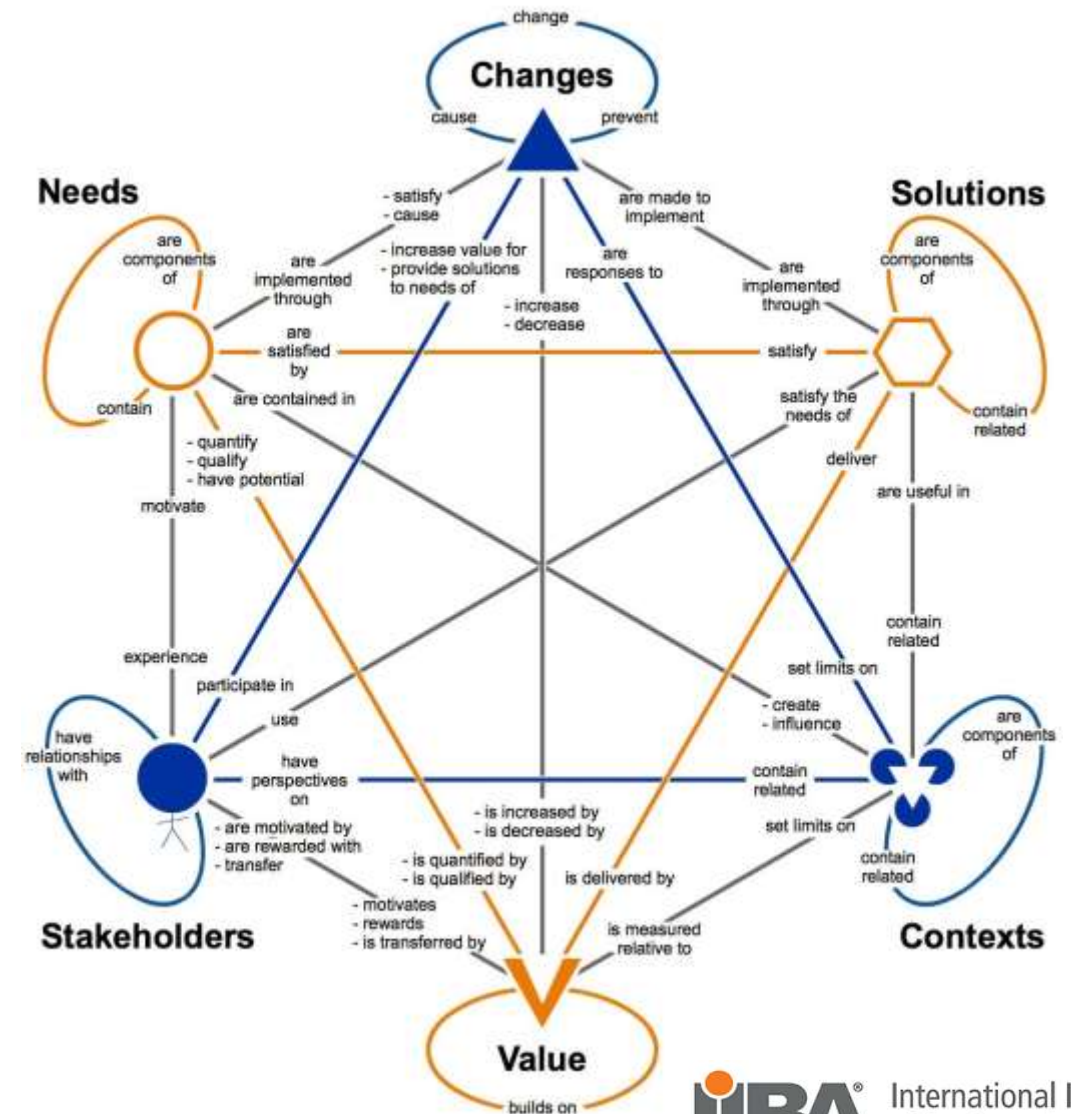 change
Changes
cause
prevent
Needs
Solutions
- satisfy
- cause
are made to
implement
are
components
of
are
components
of
- increase value for
- provide solutions
to needs of
are
responses to
are
implemented
through
are
implemented
through
- increase
- decrease
are
satisfied
by
satisfy
contain
are contained in
satisfy the
needs of
contain
related
- quantify
- qualify
- have potential
deliver
motivate
are useful in
contain
related
experience
participate in
set limits on
use
- create
- influence
have
relationships
with
are
components
of
have
perspectives
on
contain
related
- are motivated by
- are rewarded with
- transfer
- is increased by
- is decreased by
set limits on
- is quantified by
- is qualified by
is delivered by
contain
related
- motivates
- rewards
- is transferred by
is measured
relative to
Stakeholders
Contexts
Value
builds on
IIBA® International I